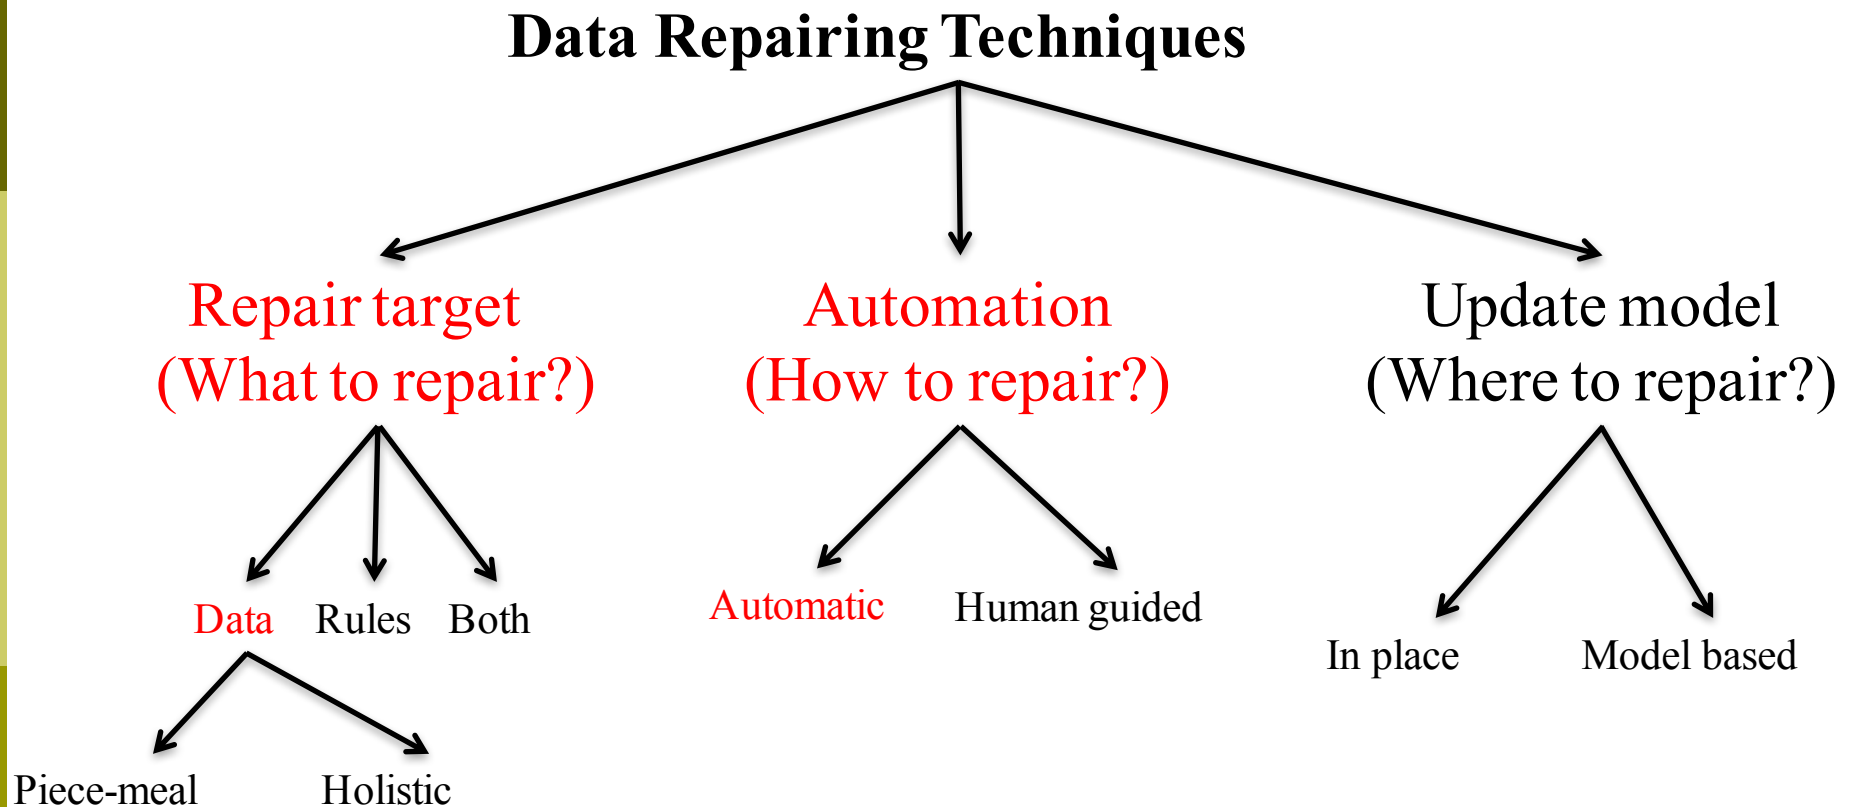 Data Repairing Techniques
Repair target
(What to repair?)
Automation
(How to repair?)
Update model
(Where to repair?)
Data
Rules
Both
Automatic
Human guided
In place
Model based
Piece-meal
Holistic